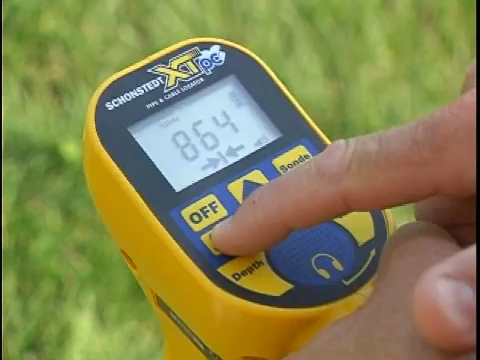 SCHONSTEDT XTpc
PIPE & CABLE LOCATOR
864
Sonde
OFF
Depth